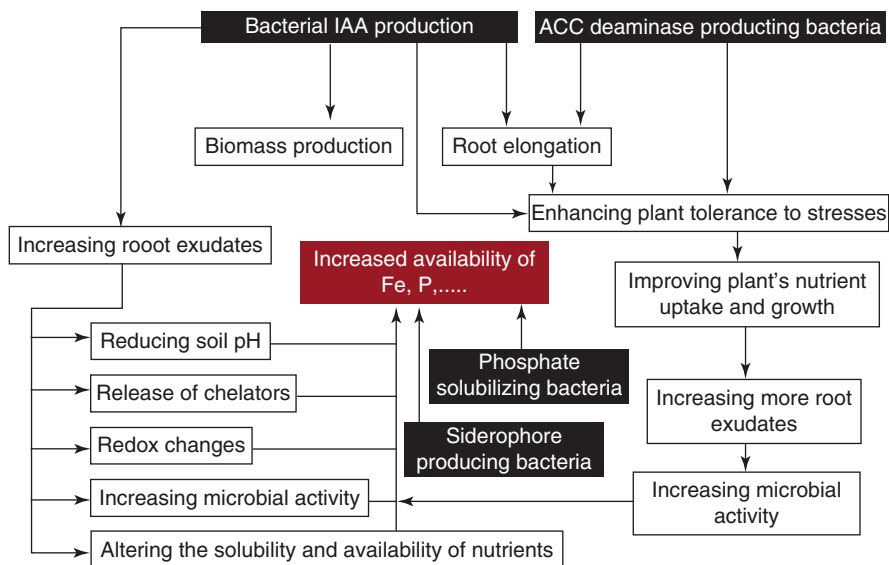 Bacterial IAA production
ACC deaminase producting bacteria
Biomass production
Root elongation
Enhancing plant tolerance to stresses
Increasing rooot exudates
Increased availability of
Fe, P,.....
Improving plant's nutrient
uptake and growth
Reducing soil pH
Phosphate
solubilizing bacteria
Release of chelators
Increasing more root
exudates
Redox changes
Siderophore
producing bacteria
Increasing microbial activity
Increasing microbial
activity
Altering the solubility and availability of nutrients